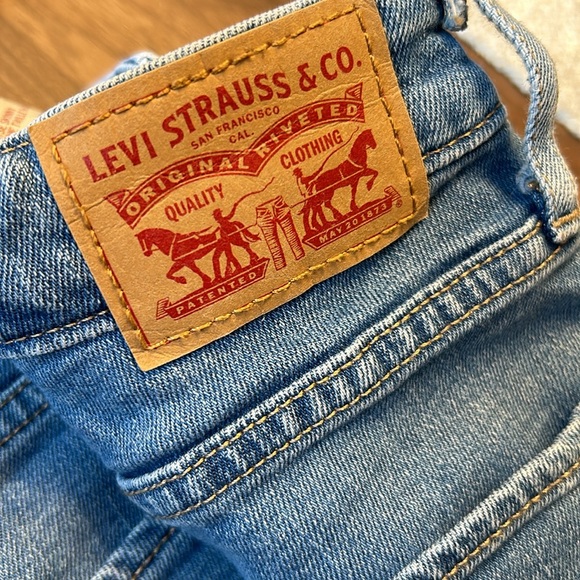 LEVI STRAUSS & CO.
SAN FRANCISCO
CAL.
ORIGINAL RIVETED
QUALITY CLOTHING
PATENTED MAY 20 1873